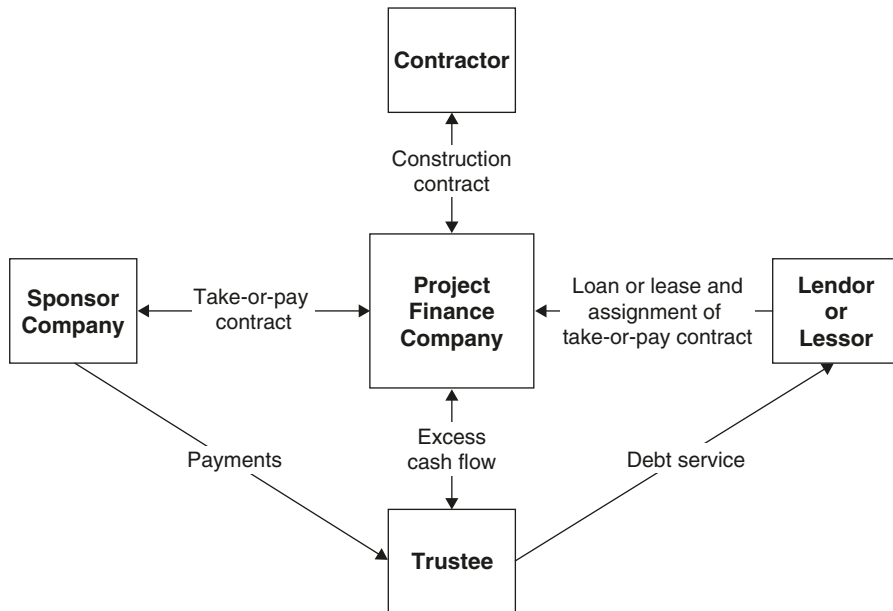 Contractor
Construction
contract
Sponsor
Company
Take-or-pay
contract
Project
Finance
Company
Loan or lease and
assignment of
take-or-pay contract
Lendor
or
Lessor
Payments
Excess
cash flow
Debt service
Trustee